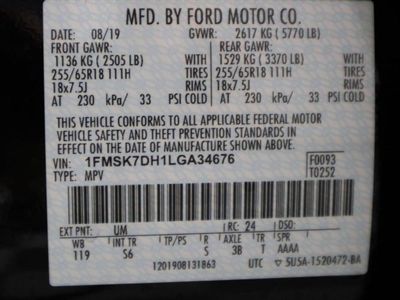 MFD. BY FORD MOTOR CO.
DATE: 08/19 GVWR: 2617 KG ( 5770 LB)
FRONT GAWR: REAR GAWR:
1136 KG ( 2505 LB) WITH 1529 KG ( 3370 LB) WITH
255/65R18 111H TIRES 255/65R18 111H TIRES
18x7.5J RIMS 18x7.5J RIMS
AT 230 kPa/ 33 PSI COLD AT 230 kPa/ 33 PSI COLD
THIS VEHICLE CONFORMS TO ALL APPLICABLE FEDERAL MOTOR
VEHICLE SAFETY AND THEFT PREVENTION STANDARDS IN
EFFECT ON THE DATE OF MANUFACTURE SHOWN ABOVE.
VIN: 1FMSK7DH1LGA34676 F0093
TYPE: MPV T0252
EXT PNT: UM RC: 24 DSO:
WB INT TR TP/PS R AXLE TR SPR
119 S6 S 3B T AAAA
1201908131863 UTC 5U5A-1520472-BA